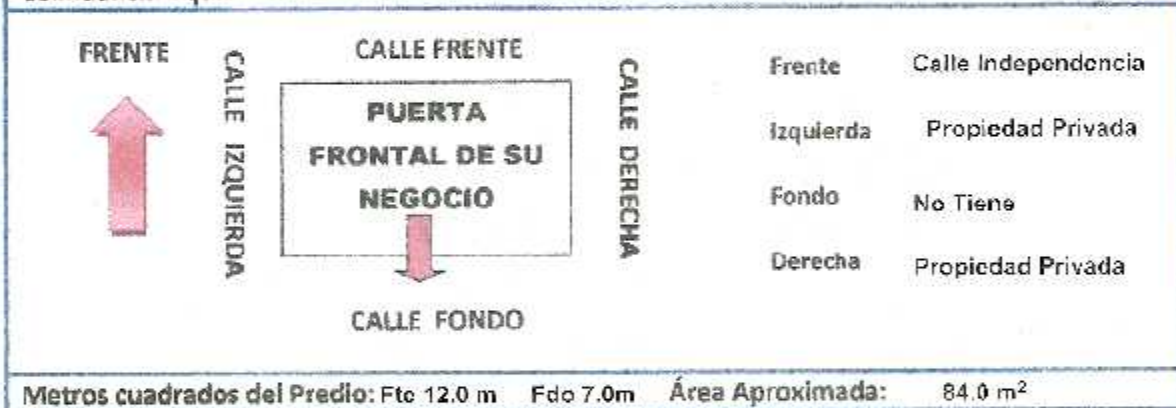 FRENTE
CALLE IZQUIERDA
CALLE FRENTE
PUERTA
FRONTAL DE SU
NEGOCIO
CALLE FONDO
CALLE DERECHA
Frente Calle Independencia
Izquierda Propiedad Privada
Fondo No Tiene
Derecha Propiedad Privada
Metros cuadrados del Predio: Fte 12.0 m Fdo 7.0m Área Aproximada: 84.0 m²